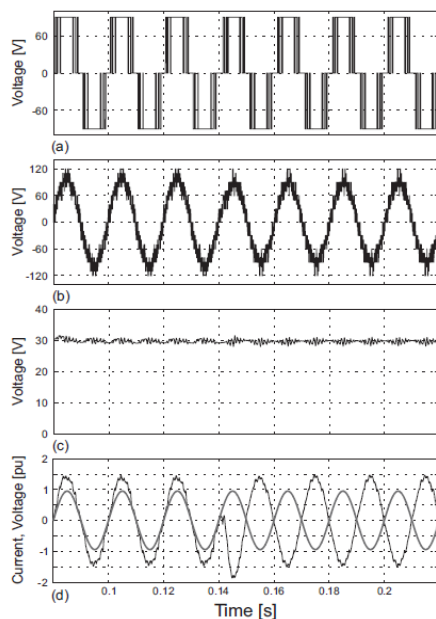 Voltage [V]
60
0
-60
(a)
Voltage [V]
120
60
0
-60
-120
(b)
Voltage [V]
40
30
20
10
0
(c)
Current, Voltage [pu]
2
1
0
-1
-2
(d)
0.1
0.12
0.14
0.16
0.18
0.2
Time [s]